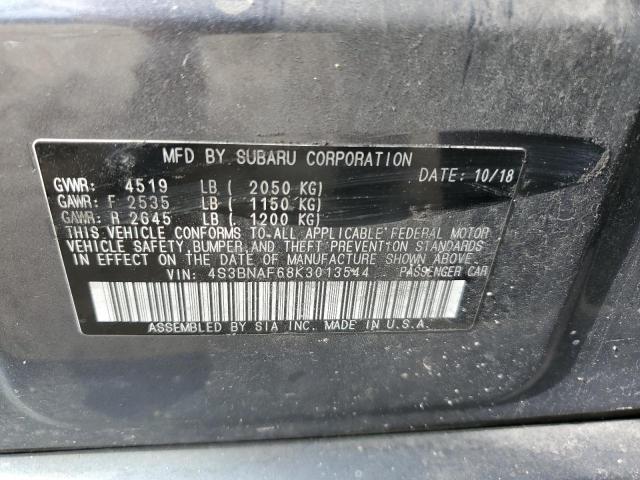 MFD BY SUBARU CORPORATION
DATE: 10/18
GVWR: 4519 LB ( 2050 KG)
GAWR: F 2535 LB ( 1150 KG)
GAWR: R 2645 LB ( 1200 KG)
THIS VEHICLE CONFORMS TO ALL APPLICABLE FEDERAL MOTOR
VEHICLE SAFETY, BUMPER, AND THEFT PREVENTION STANDARDS
IN EFFECT ON THE DATE OF MANUFACTURE SHOWN ABOVE.
VIN: 4S3BNAF68K3013544 PASSENGER CAR
ASSEMBLED BY SIA INC. MADE IN U.S.A.